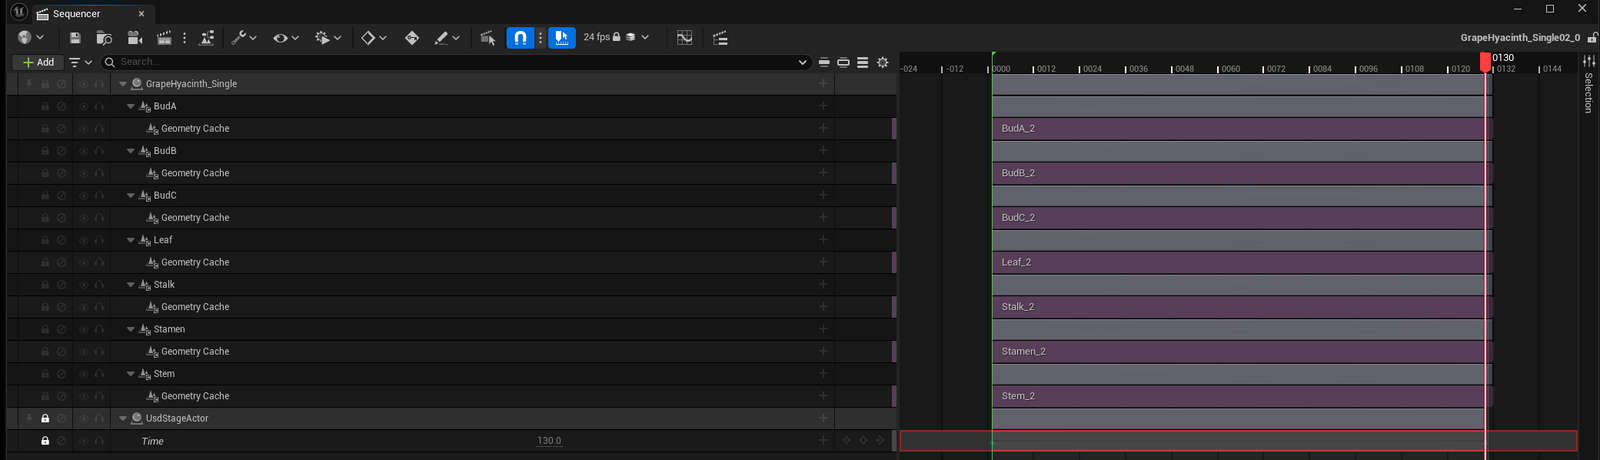 Sequencer
24 fps
GrapeHyacinth_Single02_0
Add
Search...
0130
-024 -12 0000 0012 0024 0036 0048 0060 0072 0084 0096 0108 0120 0132 0144
Selection
GrapeHyacinth_Single
BudA
Geometry Cache
BudA_2
BudB
Geometry Cache
BudB_2
BudC
Geometry Cache
BudC_2
Leaf
Geometry Cache
Leaf_2
Stalk
Geometry Cache
Stalk_2
Stamen
Geometry Cache
Stamen_2
Stem
Geometry Cache
Stem_2
UsdStageActor
Time
130.0